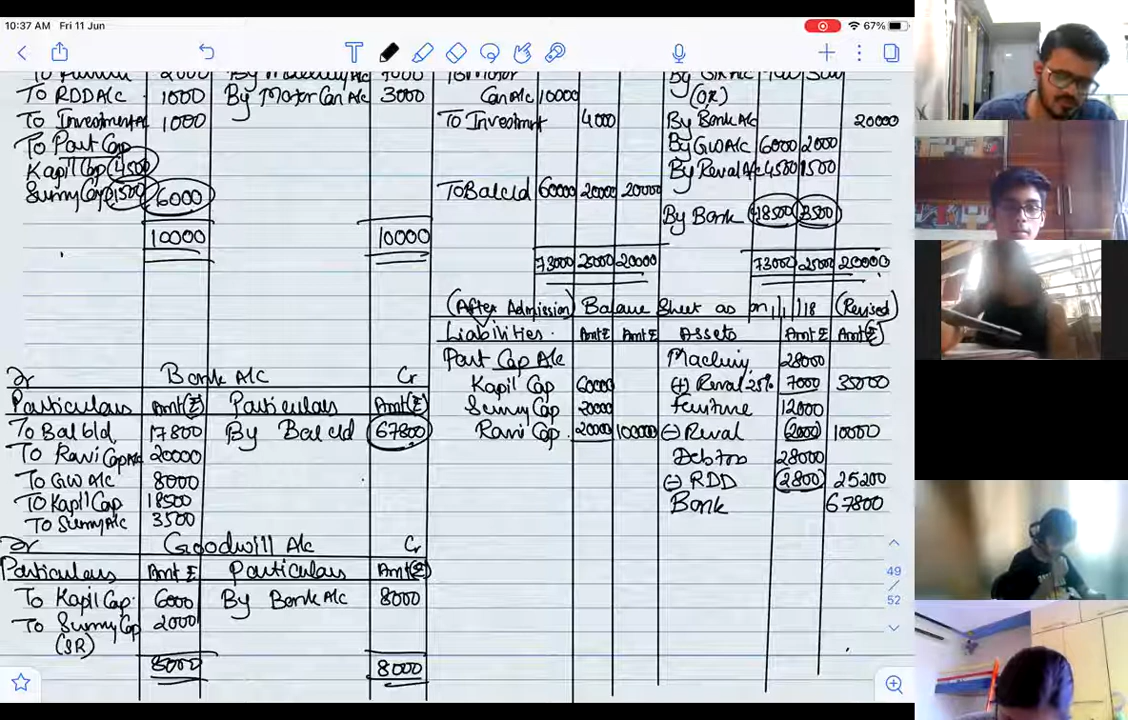 10:37 AM Fri 11 Jun
67%
T
To RDD A/c 1000 By Motor Car A/c 3000
To Investment 1000
To Part Cap
Kapil Cap 4500
Sunny Cap 1500 6000
10000 10000
To Motor
Car A/c 10000
(OR)
To Investment 4000 By Bank A/c 20000
By GW A/c 6000 2000
By Reval A/c 4500 1500
To Bal c/d 60000 20000 20000
By Bank 18500 3500
73000 25000 20000 73000 25000 20000
Dr Bank A/c Cr
Particulars Amt(₹) Particulars Amt(₹)
To Bal b/d 17800 By Bal c/d 67800
To Ravi Cap A/c 20000
To GW A/c 8000
To Kapil Cap 18500
To Sunny A/c 3500
Dr Goodwill A/c Cr
Particulars Amt ₹ Particulars Amt(₹)
To Kapil Cap. 6000 By Bank A/c 8000
To Sunny Cap 2000
(SR)
8000 8000
(After Admission) Balance Sheet as on 1/1/18 (Revised)
Liabilities. Amt ₹ Amt ₹ Assets Amt ₹ Amt(₹)
Part Cap A/c Machiny 28000
Kapil Cap 60000 (+) Reval 25% 7000 35000
Sunny Cap 20000 Furniture 12000
Ravi Cap. 20000 100000 (-) Reval (2000) 10000
Debtors 28000
(-) RDD (2800) 25200
Bank 67800
49
/
52